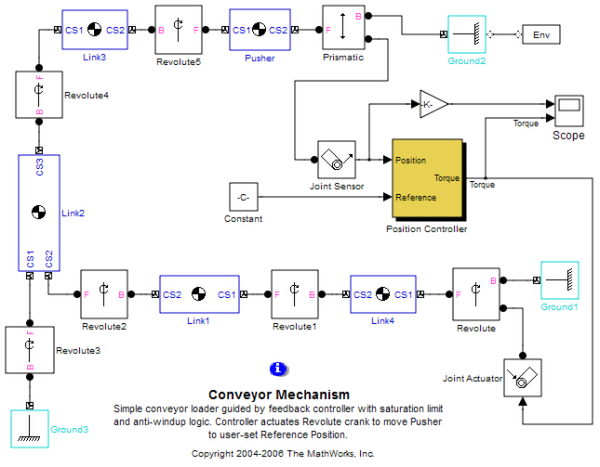 CS1 CS2
Link3
B F
Revolute5
CS1 CS2
Pusher
F B
Prismatic
Ground2
Env
F
B
Revolute4
-K-
Torque
Scope
Joint Sensor
Position
Torque
Reference
Torque
Position Controller
-C-
Constant
CS3
Link2
CS1
CS2
F B
Revolute2
CS2 CS1
Link1
F B
Revolute1
CS2 CS1
Link4
F B
Revolute
Ground1
F
B
Revolute3
Ground3
Joint Actuator
i
Conveyor Mechanism
Simple conveyor loader guided by feedback controller with saturation limit
and anti-windup logic. Controller actuates Revolute crank to move Pusher
to user-set Reference Position.
Copyright 2004-2006 The MathWorks, Inc.